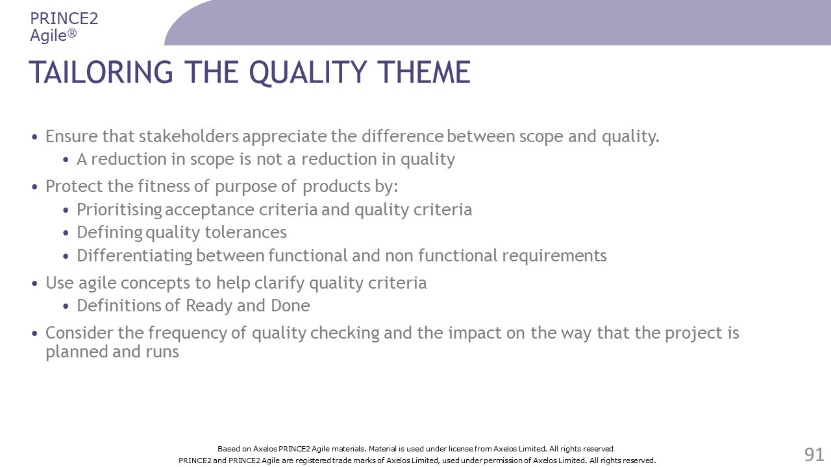 PRINCE2
Agile®
TAILORING THE QUALITY THEME
• Ensure that stakeholders appreciate the difference between scope and quality.
• A reduction in scope is not a reduction in quality
• Protect the fitness of purpose of products by:
• Prioritising acceptance criteria and quality criteria
• Defining quality tolerances
• Differentiating between functional and non functional requirements
• Use agile concepts to help clarify quality criteria
• Definitions of Ready and Done
• Consider the frequency of quality checking and the impact on the way that the project is
planned and runs
Based on Axelos PRINCE2 Agile materials. Material is used under license from Axelos Limited. All rights reserved
PRINCE2 and PRINCE2 Agile are registered trade marks of Axelos Limited, used under permission of Axelos Limited. All rights reserved.
91